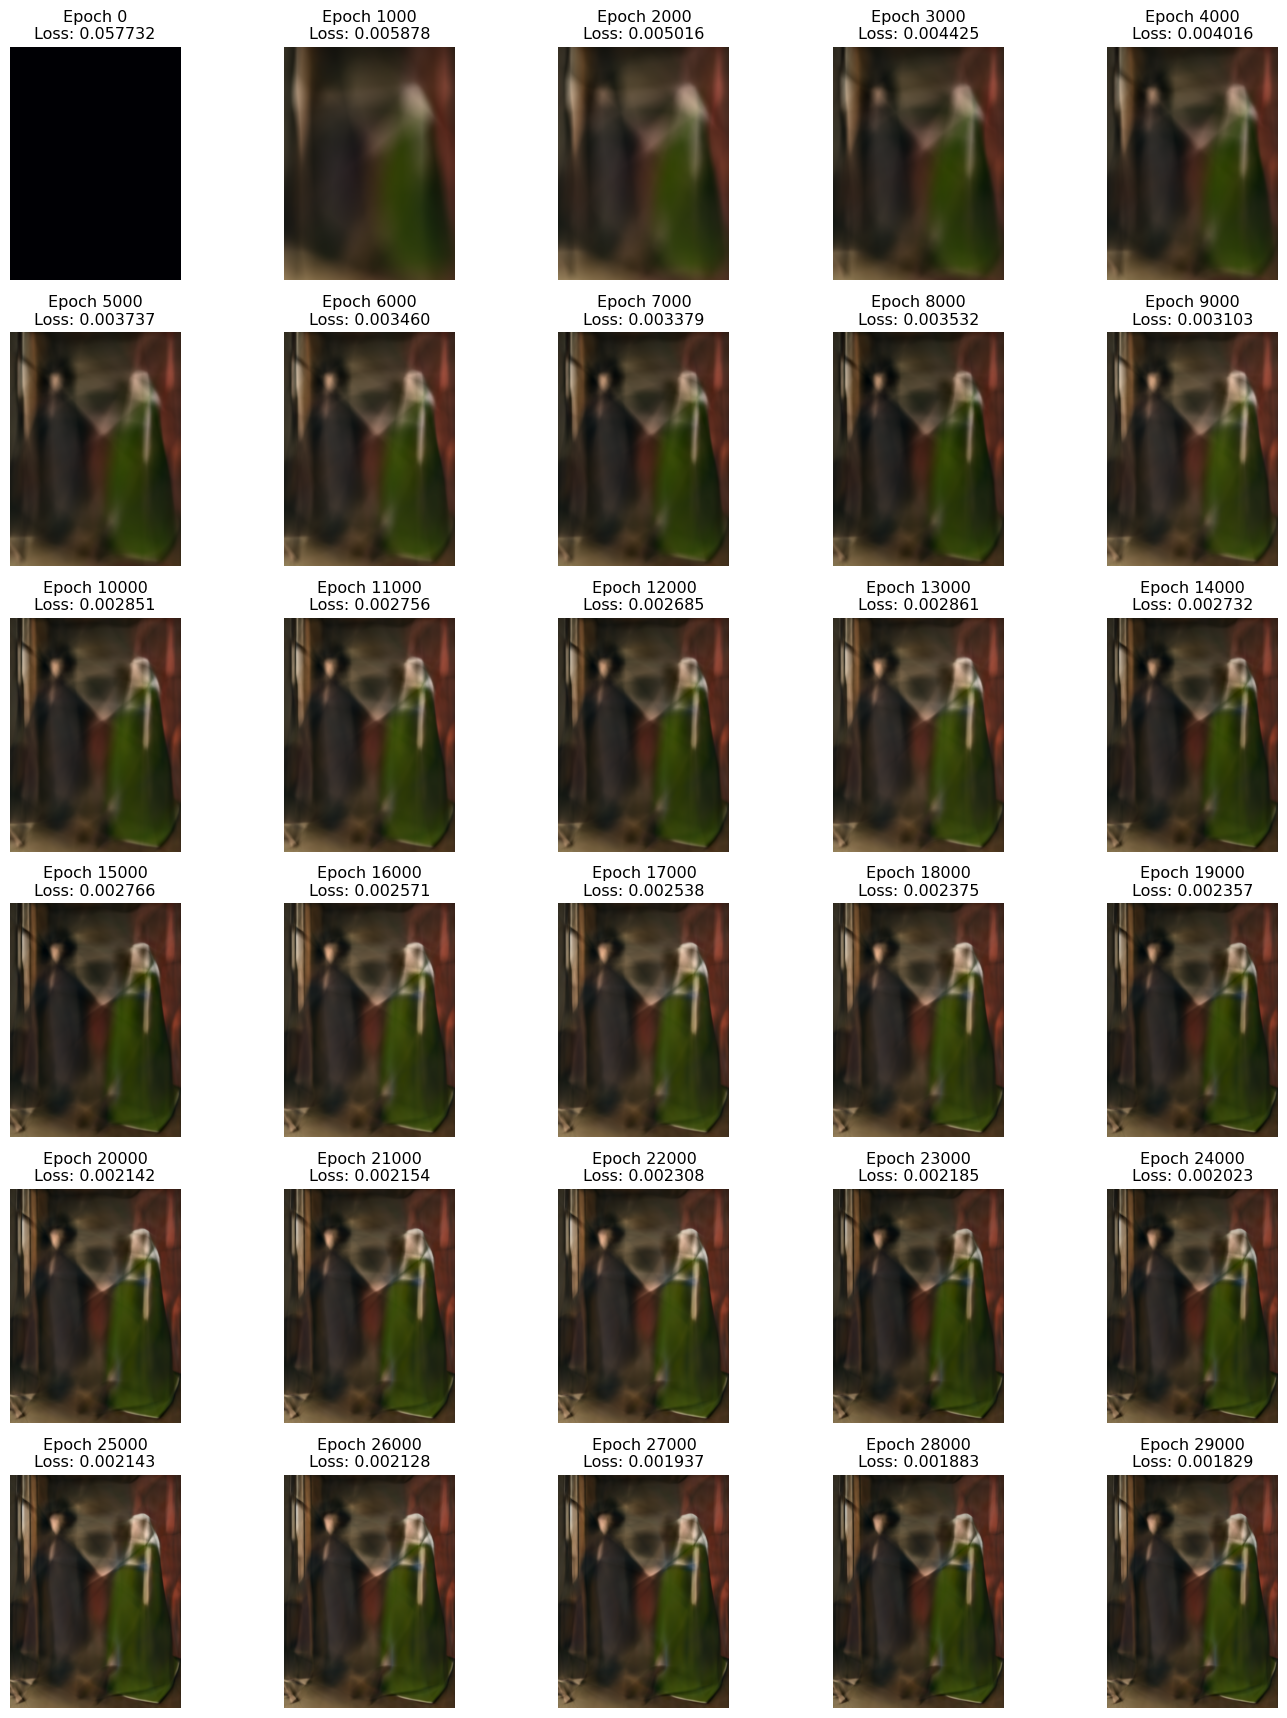 Epoch 0
Loss: 0.057732
Epoch 1000
Loss: 0.005878
Epoch 2000
Loss: 0.005016
Epoch 3000
Loss: 0.004425
Epoch 4000
Loss: 0.004016
Epoch 5000
Loss: 0.003737
Epoch 6000
Loss: 0.003460
Epoch 7000
Loss: 0.003379
Epoch 8000
Loss: 0.003532
Epoch 9000
Loss: 0.003103
Epoch 10000
Loss: 0.002851
Epoch 11000
Loss: 0.002756
Epoch 12000
Loss: 0.002685
Epoch 13000
Loss: 0.002861
Epoch 14000
Loss: 0.002732
Epoch 15000
Loss: 0.002766
Epoch 16000
Loss: 0.002571
Epoch 17000
Loss: 0.002538
Epoch 18000
Loss: 0.002375
Epoch 19000
Loss: 0.002357
Epoch 20000
Loss: 0.002142
Epoch 21000
Loss: 0.002154
Epoch 22000
Loss: 0.002308
Epoch 23000
Loss: 0.002185
Epoch 24000
Loss: 0.002023
Epoch 25000
Loss: 0.002143
Epoch 26000
Loss: 0.002128
Epoch 27000
Loss: 0.001937
Epoch 28000
Loss: 0.001883
Epoch 29000
Loss: 0.001829